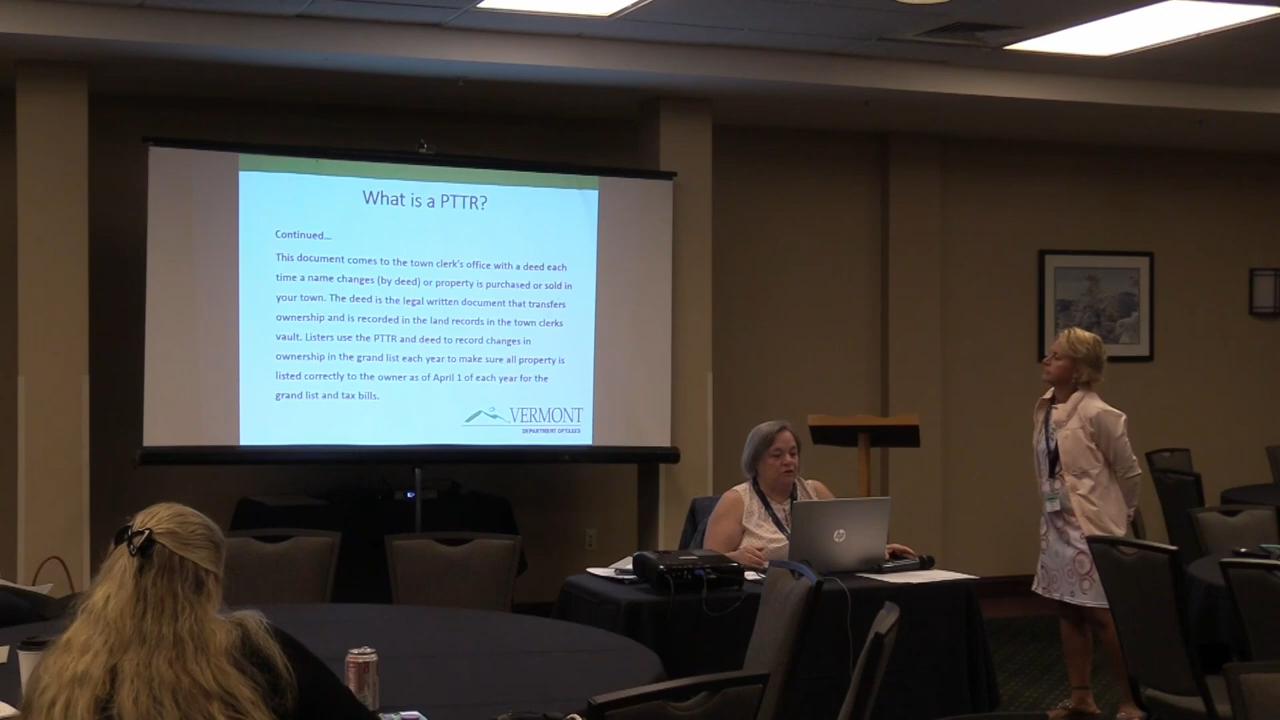 What is a PTTR?
Continued...
This document comes to the town clerk's office with a deed each
time a name changes (by deed) or property is purchased or sold in
your town. The deed is the legal written document that transfers
ownership and is recorded in the land records in the town clerks
vault. Listers use the PTTR and deed to record changes in
ownership in the grand list each year to make sure all property is
listed correctly to the owner as of April 1 of each year for the
grand list and tax bills.
VERMONT
DEPARTMENT OF TAXES
hp